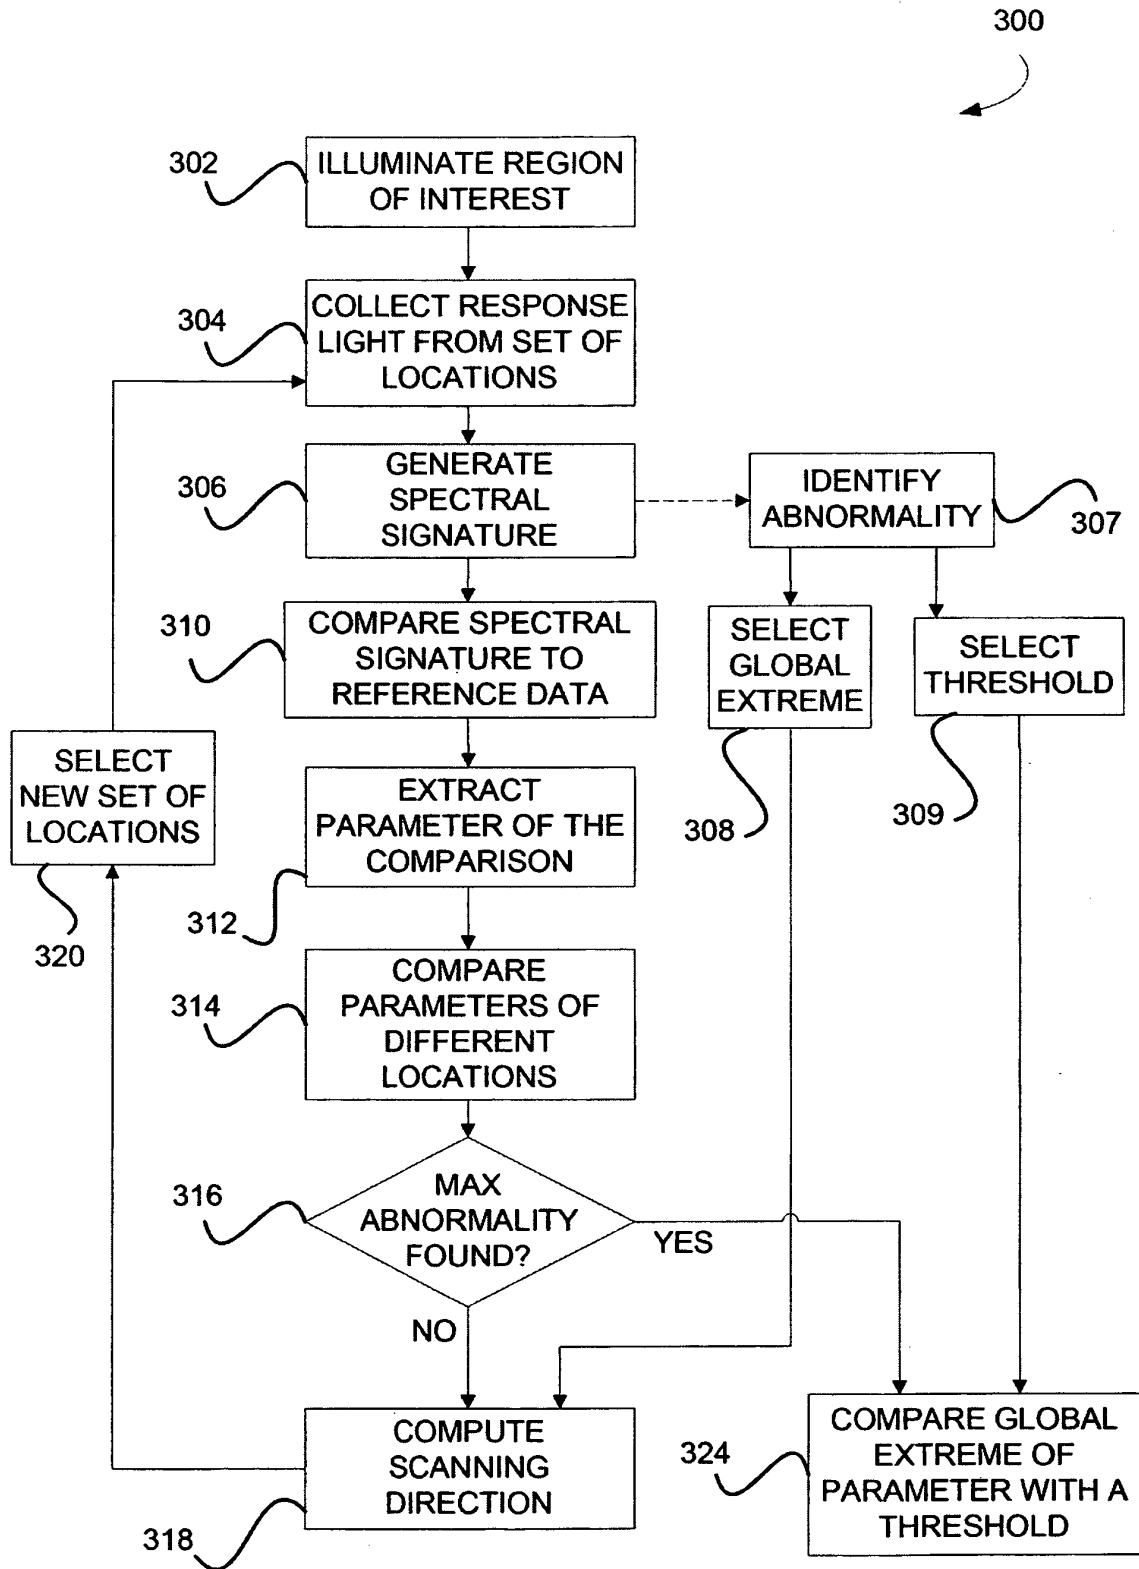 300
302
ILLUMINATE REGION
OF INTEREST
304
COLLECT RESPONSE
LIGHT FROM SET OF
LOCATIONS
306
GENERATE
SPECTRAL
SIGNATURE
IDENTIFY
ABNORMALITY
307
310
COMPARE SPECTRAL
SIGNATURE TO
REFERENCE DATA
SELECT
GLOBAL
EXTREME
308
SELECT
THRESHOLD
309
SELECT
NEW SET OF
LOCATIONS
320
EXTRACT
PARAMETER OF THE
COMPARISON
312
314
COMPARE
PARAMETERS OF
DIFFERENT
LOCATIONS
316
MAX
ABNORMALITY
FOUND?
YES
NO
COMPUTE
SCANNING
DIRECTION
318
324
COMPARE GLOBAL
EXTREME OF
PARAMETER WITH A
THRESHOLD